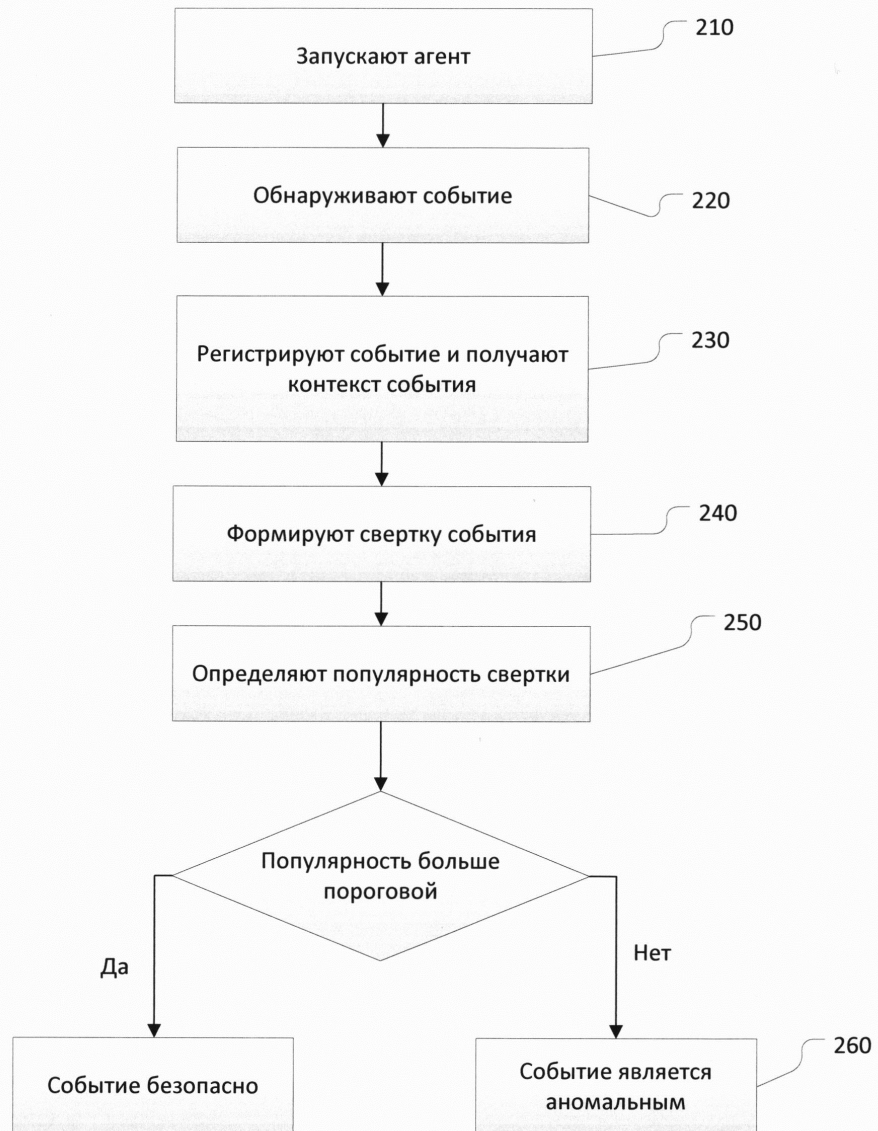 Запускают агент
210
Обнаруживают событие
220
Регистрируют событие и получают
контекст события
230
Формируют свертку события
240
Определяют популярность свертки
250
Популярность больше
пороговой
Да
Нет
Событие безопасно
Событие является
аномальным
260